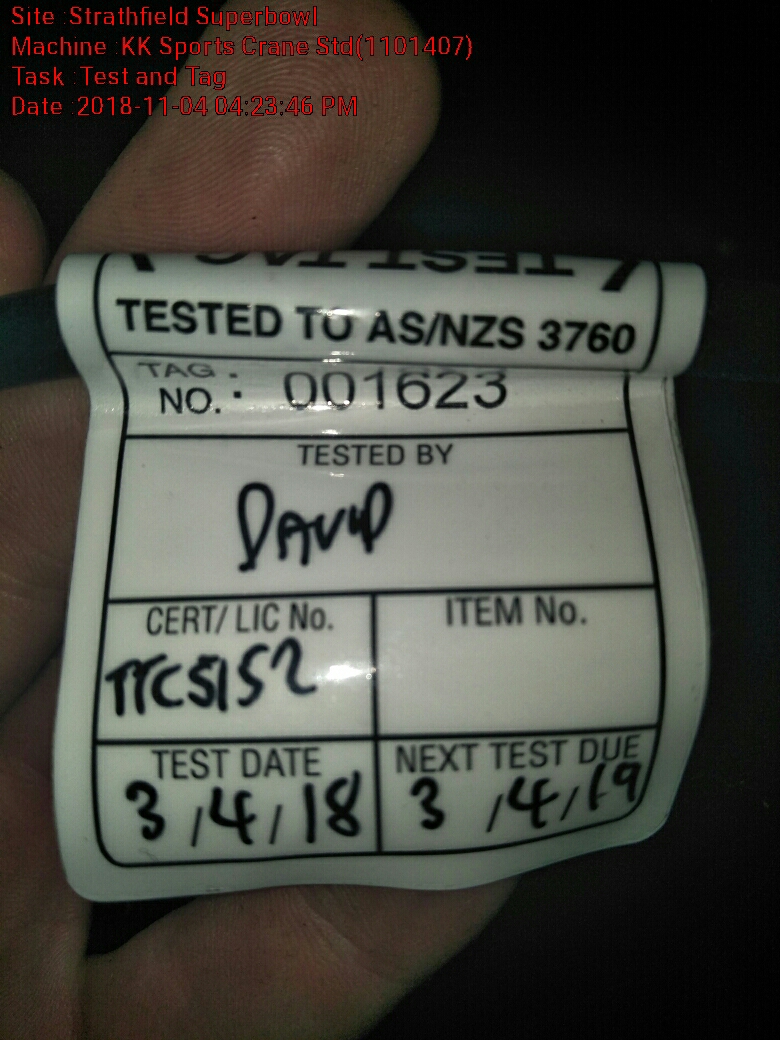 Site :Strathfield Superbowl
Machine :KK Sports Crane Std(1101407)
Task :Test and Tag
Date :2018-11-04 04:23:46 PM
TEST TAG
TESTED TO AS/NZS 3760
TAG
NO. : 001623
TESTED BY
DAVID
CERT/ LIC No.
ITEM No.
TTC5152
TEST DATE
NEXT TEST DUE
3/4/18
3/4/19